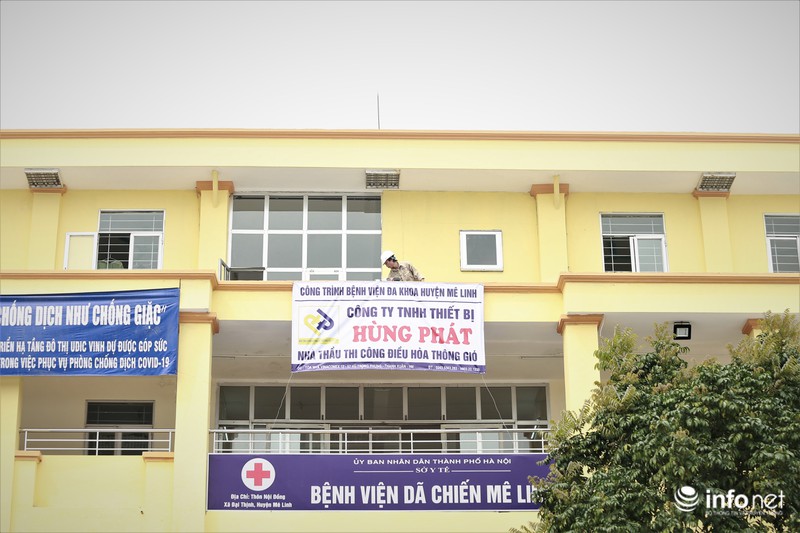 CÔNG TRÌNH BỆNH VIỆN ĐA KHOA HUYỆN MÊ LINH
CÔNG TY TNHH THIẾT BỊ
HÙNG PHÁT
NHÀ THẦU THI CÔNG ĐIỀU HÒA THÔNG GIÓ
CHỐNG DỊCH NHƯ CHỐNG GIẶC"
TRIỂN HẠ TẦNG ĐÔ THỊ UDIC VINH DỰ ĐƯỢC GÓP SỨC
TRONG VIỆC PHỤC VỤ PHÒNG CHỐNG DỊCH COVID-19
ỦY BAN NHÂN DÂN THÀNH PHỐ HÀ NỘI
SỞ Y TẾ
BỆNH VIỆN DÃ CHIẾN MÊ LIN
Địa Chỉ: Thôn Nội Đồng
Xã Đại Thịnh, Huyện Mê Linh
infonet